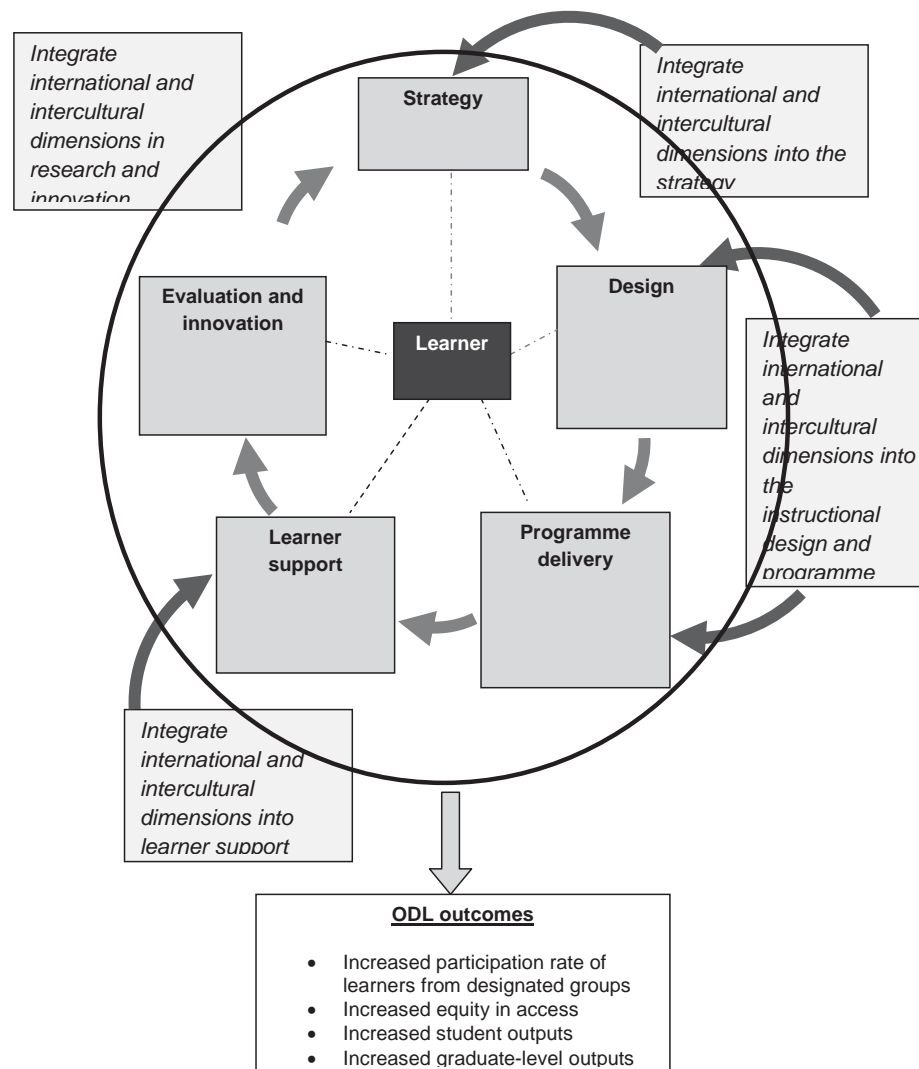 Integrate
international and
intercultural
dimensions in
research and
innovation
Integrate
international and
intercultural
dimensions into the
strategy
Strategy
Evaluation and
innovation
Design
Learner
Integrate
international
and
intercultural
dimensions into
the
instructional
design and
programme
Learner
support
Programme
delivery
Integrate
international and
intercultural
dimensions into
learner support
ODL outcomes
• Increased participation rate of
learners from designated groups
• Increased equity in access
• Increased student outputs
• Increased graduate-level outputs